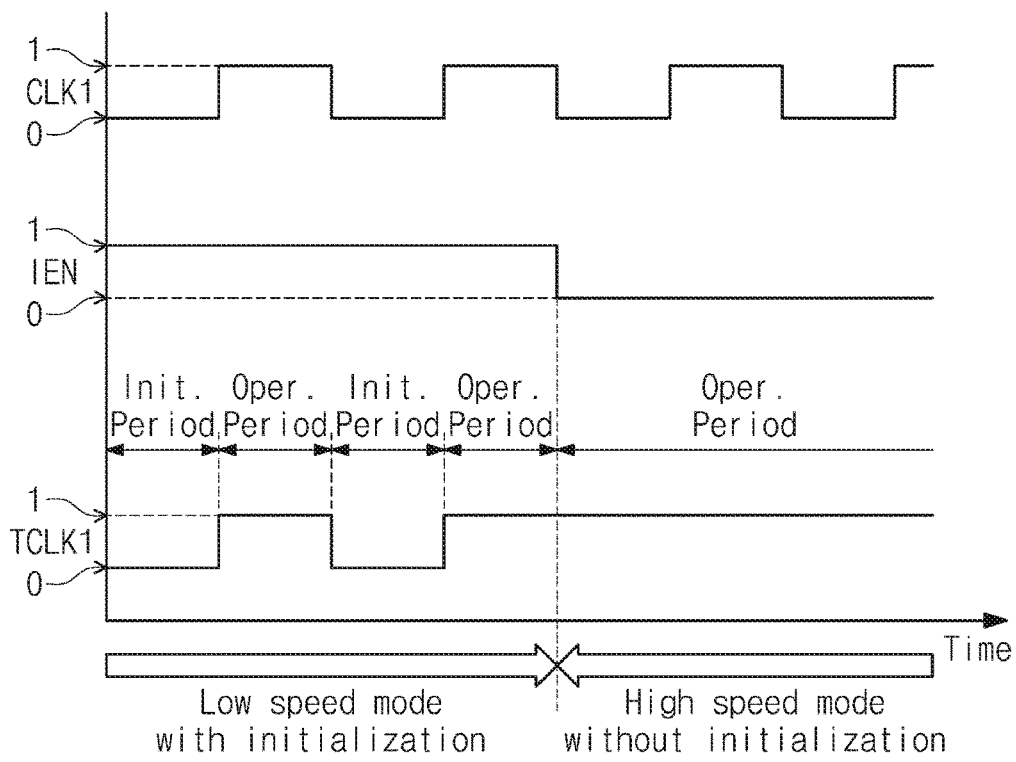 1
CLK1
0
1
IEN
0
Init. Oper. Init. Oper. Oper.
Period Period Period Period Period
1
TCLK1
0
Time
Low speed mode High speed mode
with initialization without initialization